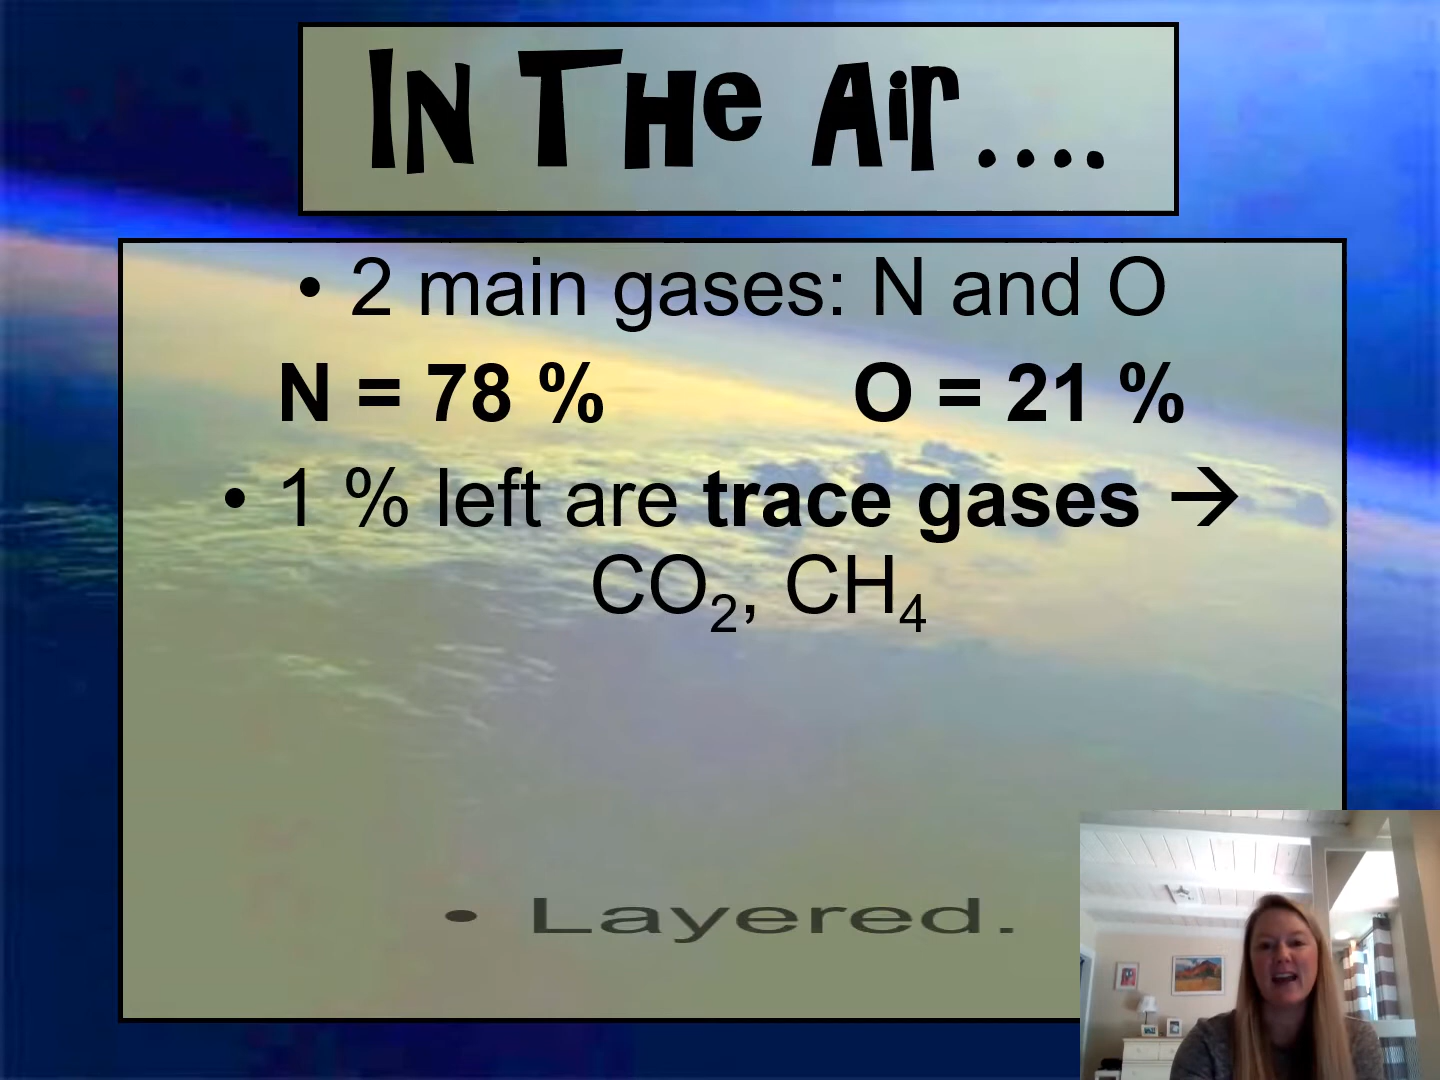 In The Air....
• 2 main gases: N and O
N = 78 % O = 21 %
• 1 % left are trace gases →
CO₂, CH₄
• Layered.